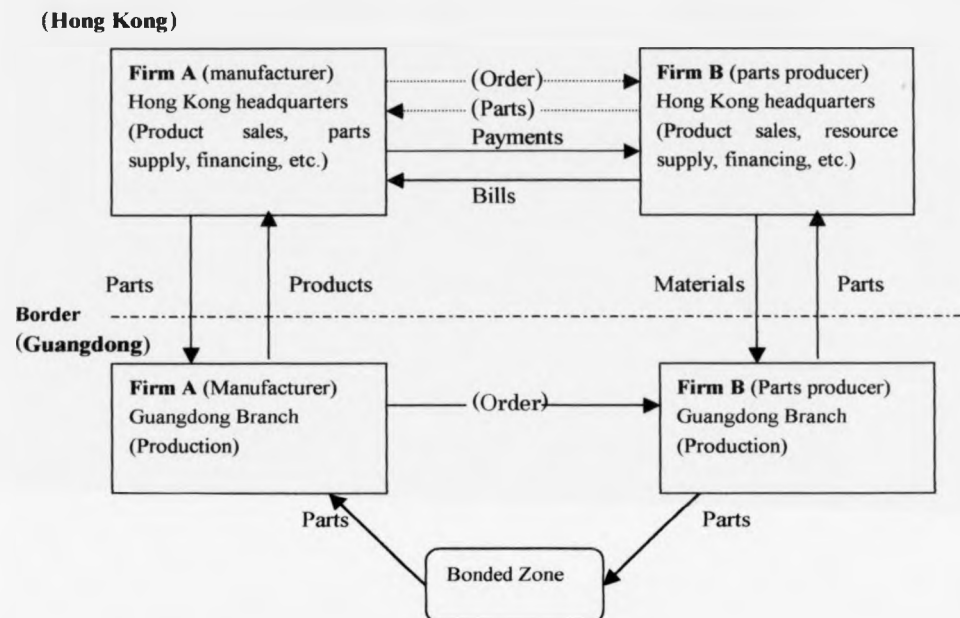 (Hong Kong)
Firm A (manufacturer)
Hong Kong headquarters
(Product sales, parts
supply, financing, etc.)
(Order)
(Parts)
Payments
Bills
Firm B (parts producer)
Hong Kong headquarters
(Product sales, resource
supply, financing, etc.)
Parts
Products
Materials
Parts
Border
(Guangdong)
Firm A (Manufacturer)
Guangdong Branch
(Production)
(Order)
Firm B (Parts producer)
Guangdong Branch
(Production)
Parts
Parts
Bonded Zone